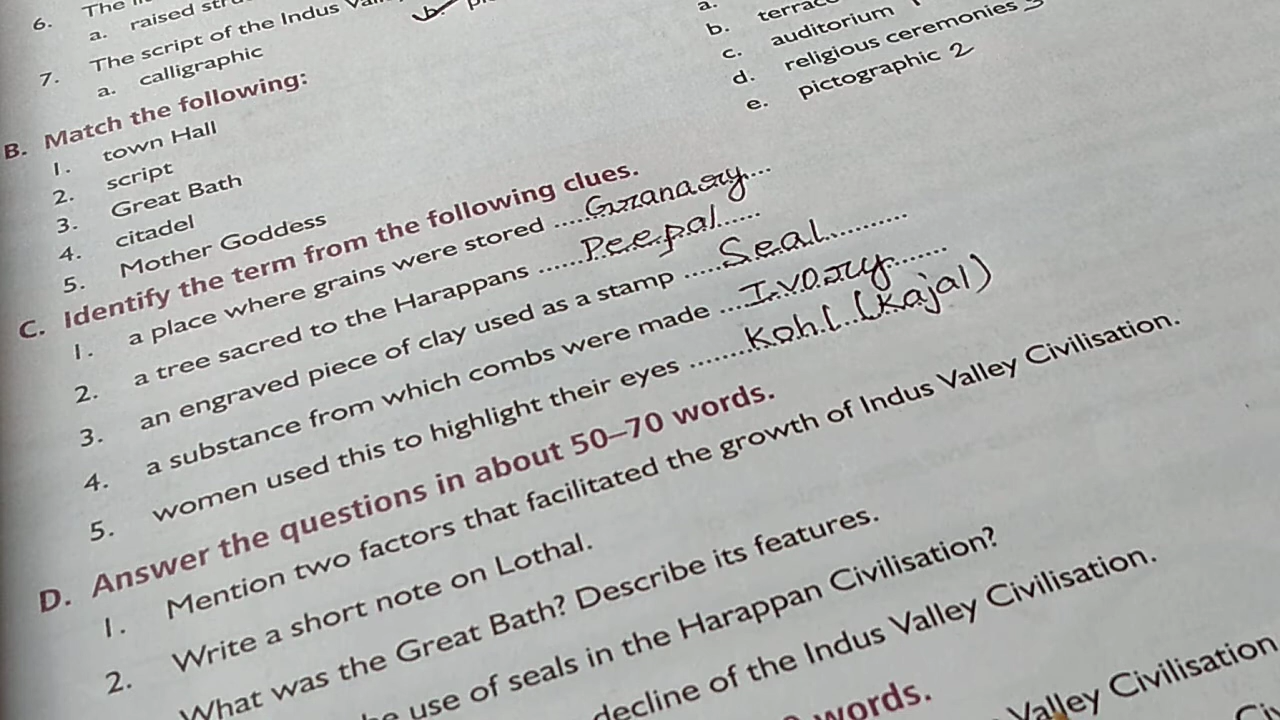 6. The
a. raised
7. The script of the Indus
a. calligraphic
b.
a.
b.
c. auditorium
d. religious ceremonies
e. pictographic 2
B. Match the following:
1. town Hall
2. script
3. Great Bath
4. citadel
5. Mother Goddess
C. Identify the term from the following clues.
1. a place where grains were stored ..... Granary ...
2. a tree sacred to the Harappans ...... Peepal ......
3. an engraved piece of clay used as a stamp ...... Seal ..........
4. a substance from which combs were made .... Ivory ........
5. women used this to highlight their eyes ....... Kohl (Kajal)
D. Answer the questions in about 50–70 words.
1. Mention two factors that facilitated the growth of Indus Valley Civilisation.
2. Write a short note on Lothal.
What was the Great Bath? Describe its features.
use of seals in the Harappan Civilisation?
decline of the Indus Valley Civilisation.
words.
Valley Civilisation